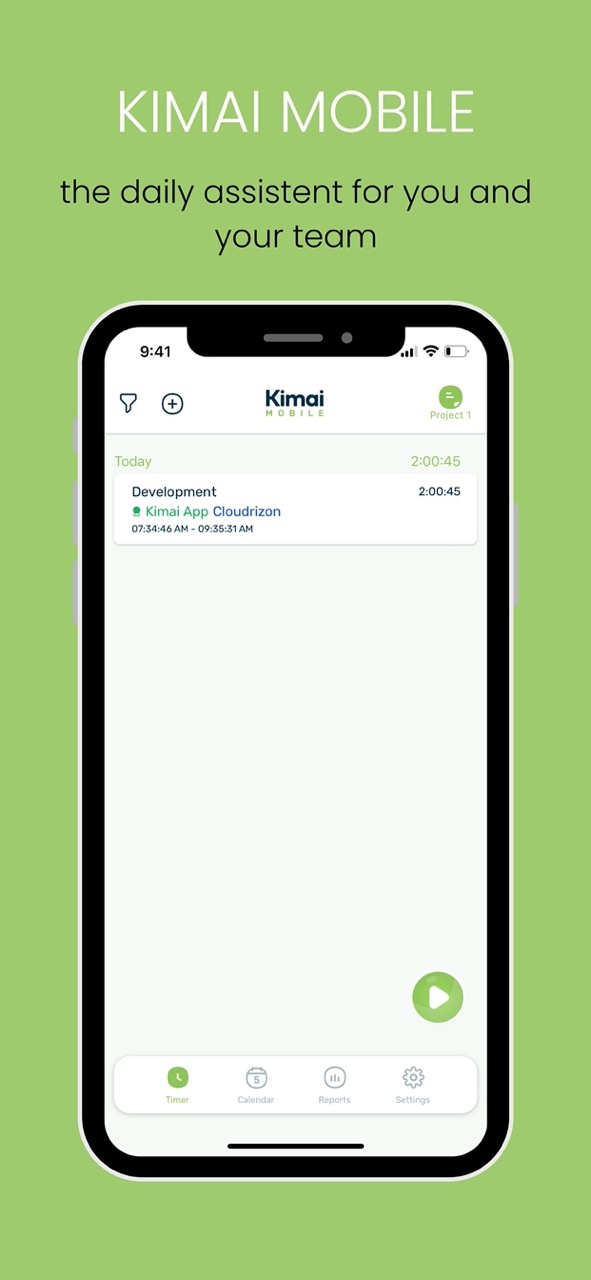 KIMAI MOBILE
the daily assistent for you and
your team
9:41
Kimai
MOBILE
Project 1
Today 2:00:45
Development 2:00:45
Kimai App Cloudrizon
07:34:46 AM - 09:35:31 AM
5
Timer Calendar Reports Settings